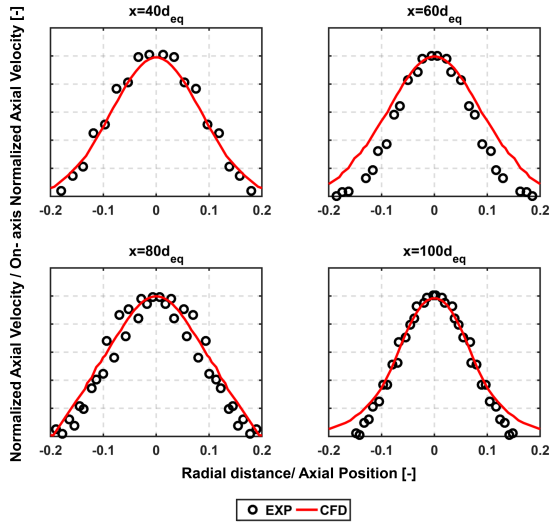 x=40d_eq
x=60d_eq
-0.2 -0.1 0 0.1 0.2
-0.2 -0.1 0 0.1 0.2
x=80d_eq
x=100d_eq
-0.2 -0.1 0 0.1 0.2
-0.2 -0.1 0 0.1 0.2
Normalized Axial Velocity / On- axis Normalized Axial Velocity [-]
Radial distance/ Axial Position [-]
EXP CFD